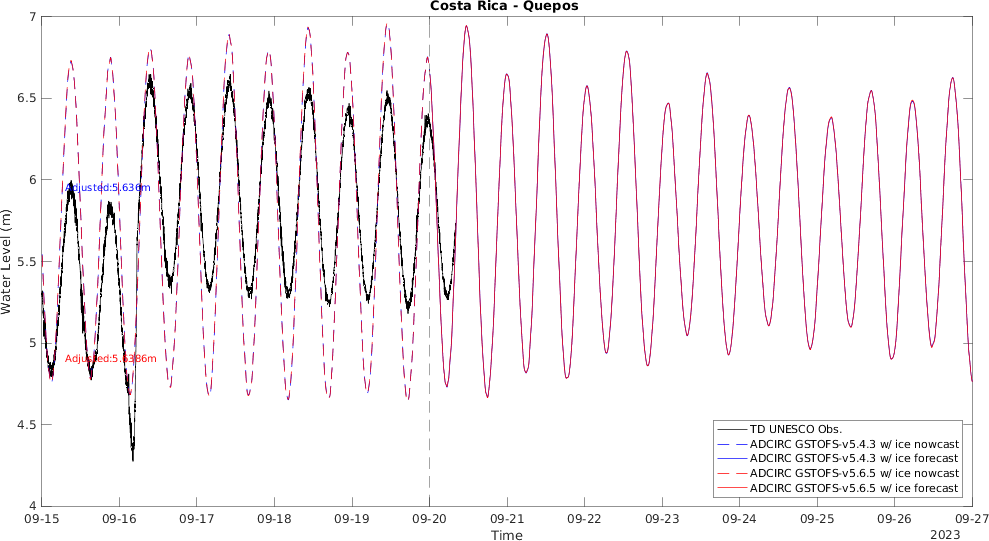 Costa Rica - Quepos
Water Level (m)
7
6.5
6
5.5
5
4.5
4
Adjusted:5.636m
Adjusted:5.6386m
TD UNESCO Obs.
ADCIRC GSTOFS-v5.4.3 w/ ice nowcast
ADCIRC GSTOFS-v5.4.3 w/ ice forecast
ADCIRC GSTOFS-v5.6.5 w/ ice nowcast
ADCIRC GSTOFS-v5.6.5 w/ ice forecast
09-15 09-16 09-17 09-18 09-19 09-20 09-21 09-22 09-23 09-24 09-25 09-26 09-27
Time
2023